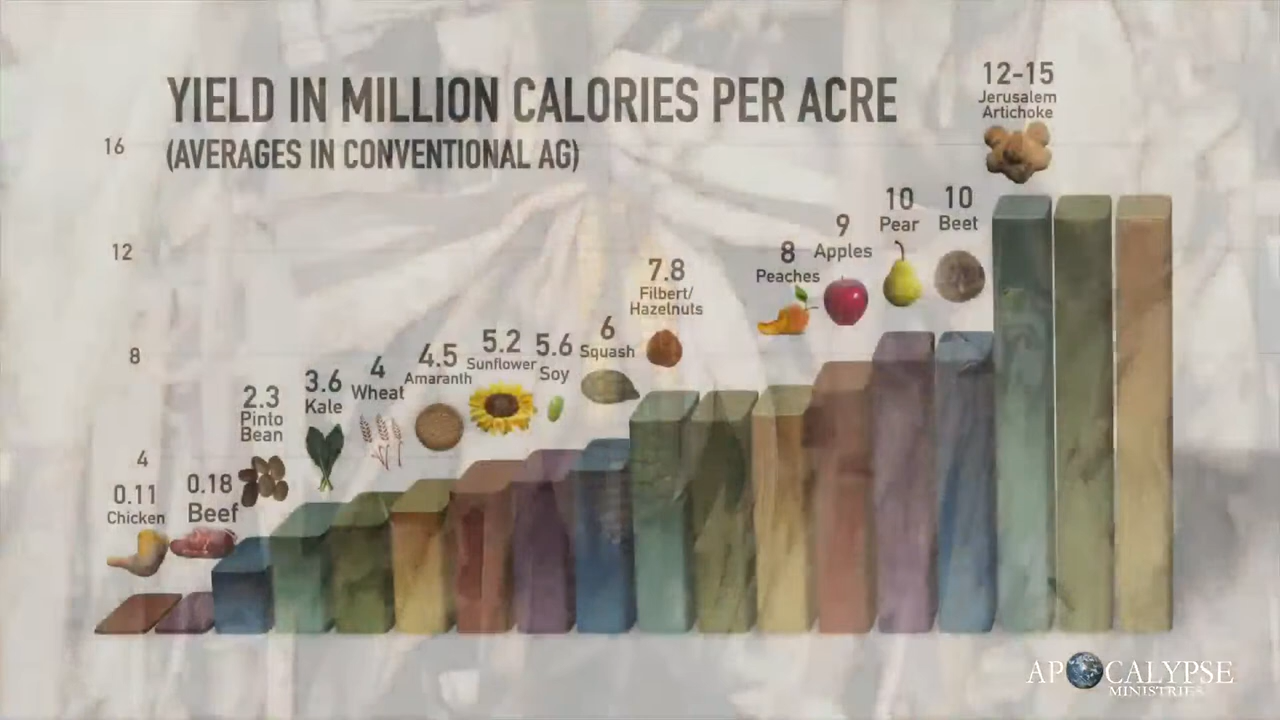 YIELD IN MILLION CALORIES PER ACRE
(AVERAGES IN CONVENTIONAL AG)
16
12
8
4
0.11
Chicken
0.18
Beef
2.3
Pinto
Bean
3.6
Kale
4
Wheat
4.5
Amaranth
5.2
Sunflower
5.6
Soy
6
Squash
7.8
Filbert/
Hazelnuts
8
Peaches
9
Apples
10
Pear
10
Beet
12-15
Jerusalem
Artichoke
APOCALYPSE
MINISTRIES